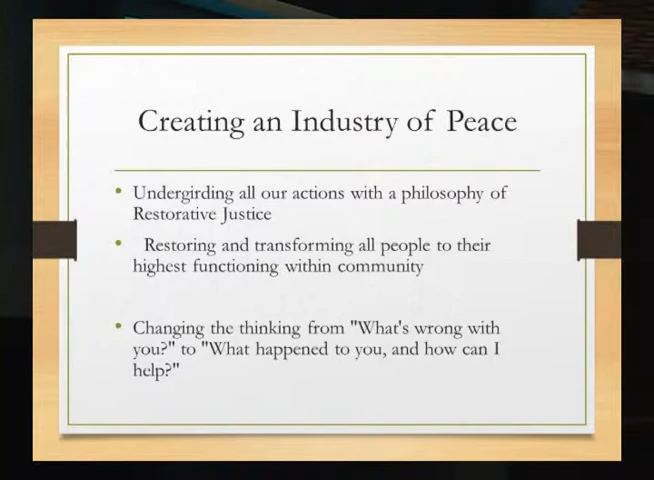 Creating an Industry of Peace
• Undergirding all our actions with a philosophy of
Restorative Justice
• Restoring and transforming all people to their
highest functioning within community
• Changing the thinking from "What's wrong with
you?" to "What happened to you, and how can I
help?"